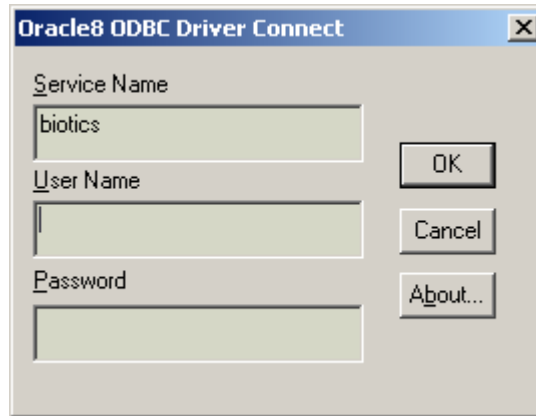 Oracle8 ODBC Driver Connect
Service Name
biotics
OK
User Name
Cancel
Password
About...